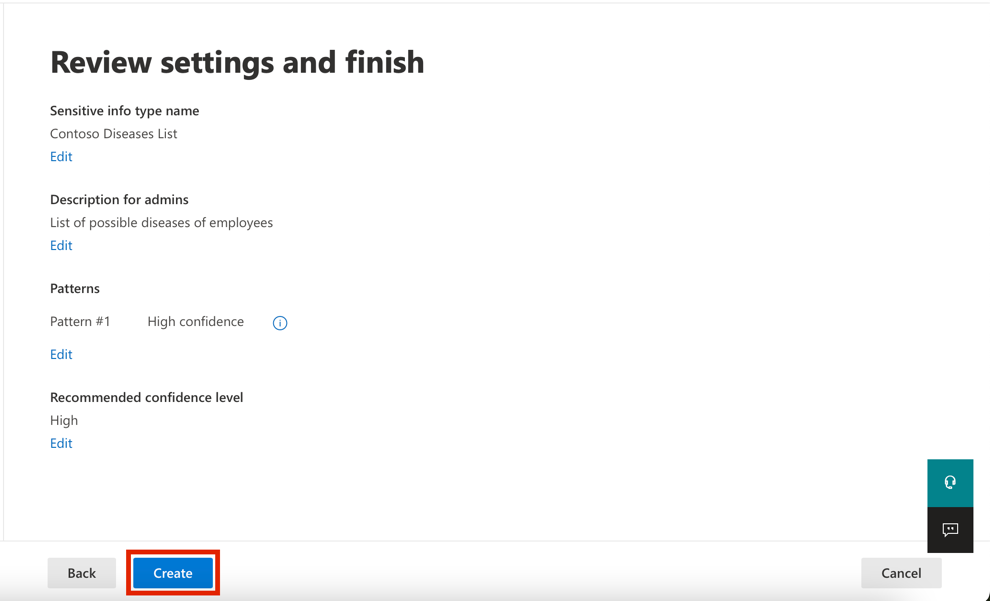 Review settings and finish
Sensitive info type name
Contoso Diseases List
Edit
Description for admins
List of possible diseases of employees
Edit
Patterns
Pattern #1 High confidence
Edit
Recommended confidence level
High
Edit
Back Create Cancel